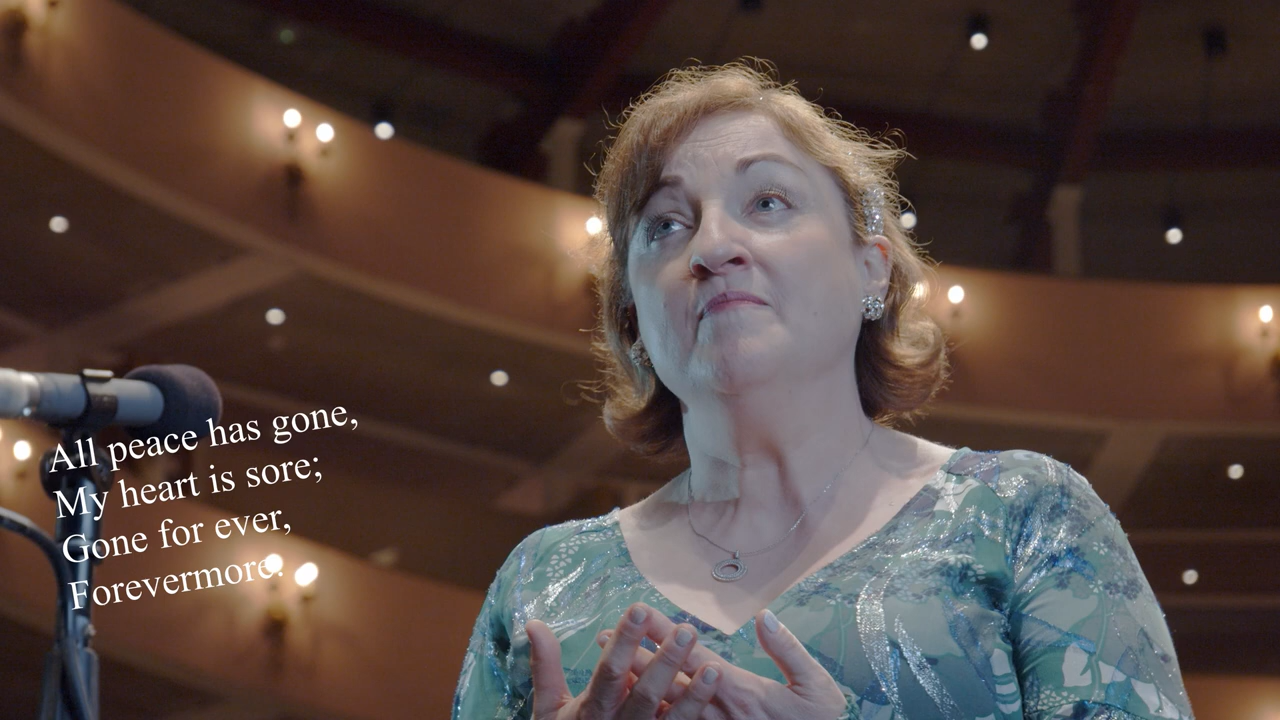 All peace has gone,
My heart is sore;
Gone for ever,
Forevermore.